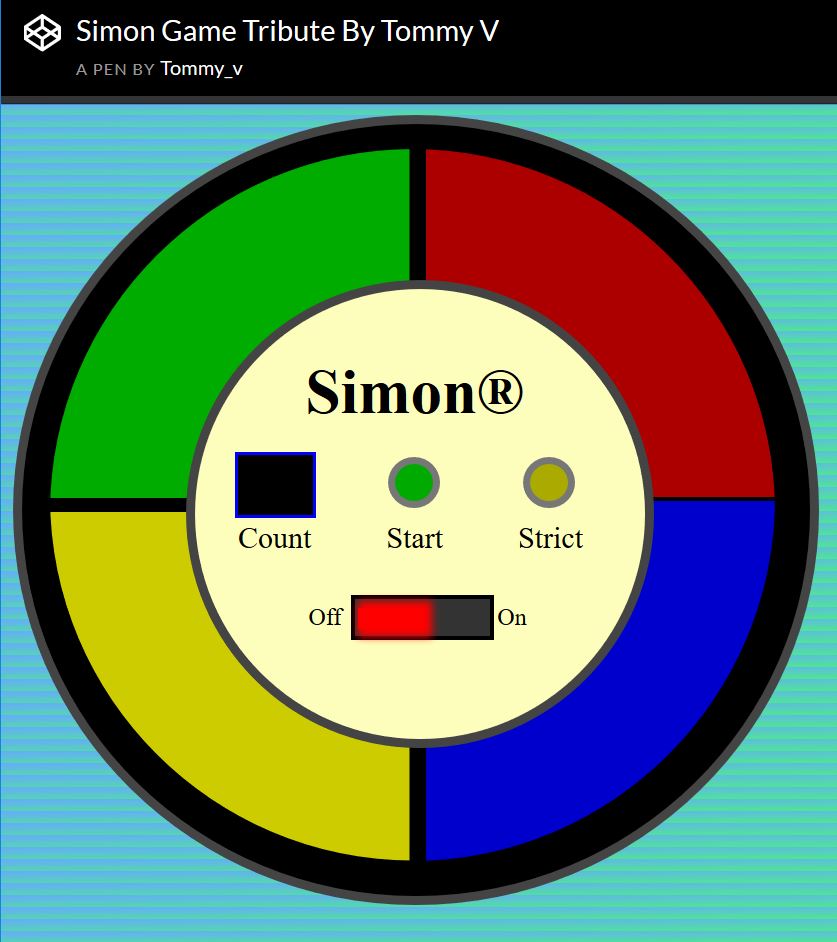 Simon Game Tribute By Tommy V
A PEN BY Tommy_v
Simon®
Count Start Strict
Off On